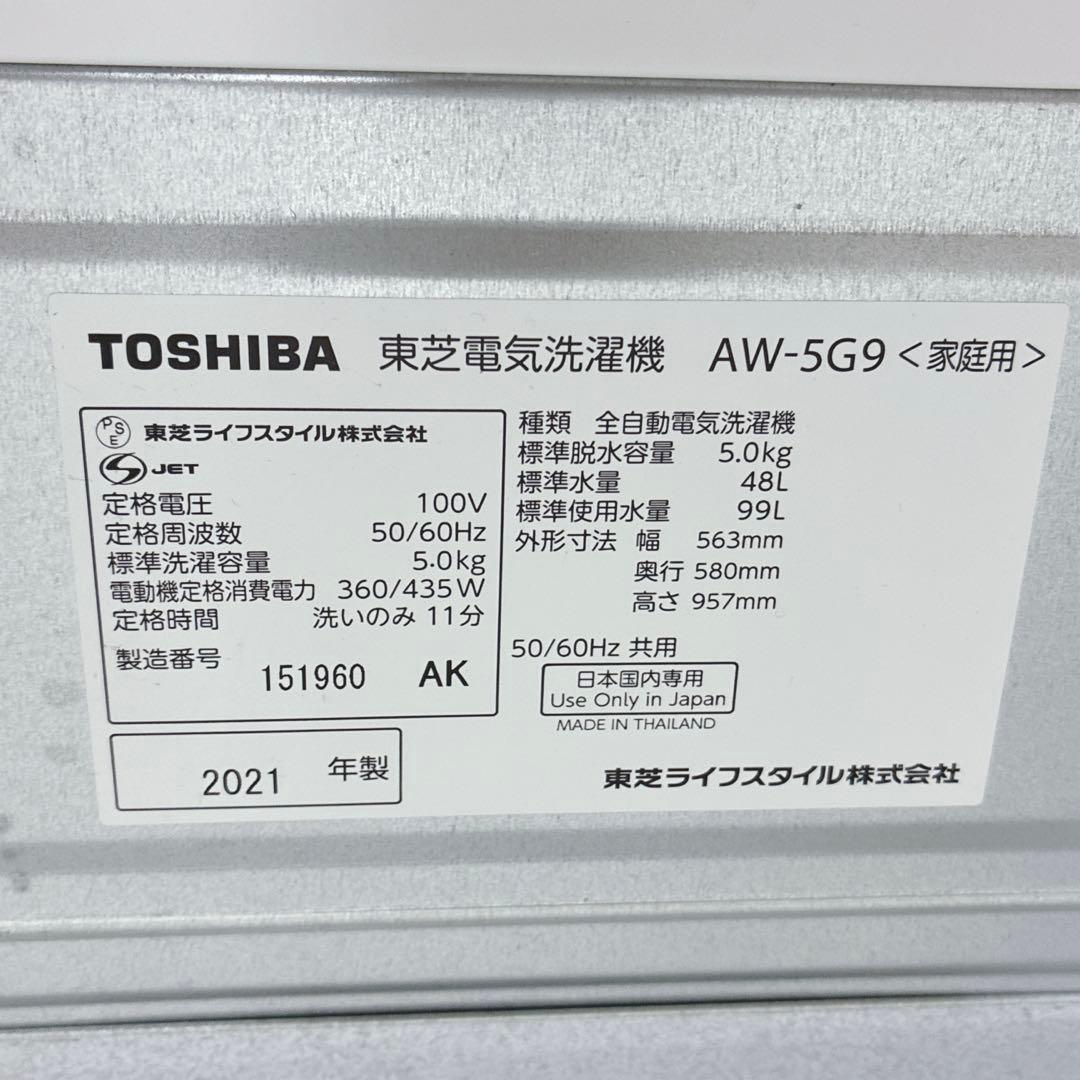 TOSHIBA 東芝電気洗濯機 AW-5G9 <家庭用>
PSE 東芝ライフスタイル株式会社
S JET
定格電圧 100V
定格周波数 50/60Hz
標準洗濯容量 5.0kg
電動機定格消費電力 360/435W
定格時間 洗いのみ 11分
製造番号 151960 AK
2021 年製
種類 全自動電気洗濯機
標準脱水容量 5.0kg
標準水量 48L
標準使用水量 99L
外形寸法 幅 563mm
奥行 580mm
高さ 957mm
50/60Hz 共用
日本国内専用
Use Only in Japan
MADE IN THAILAND
東芝ライフスタイル株式会社